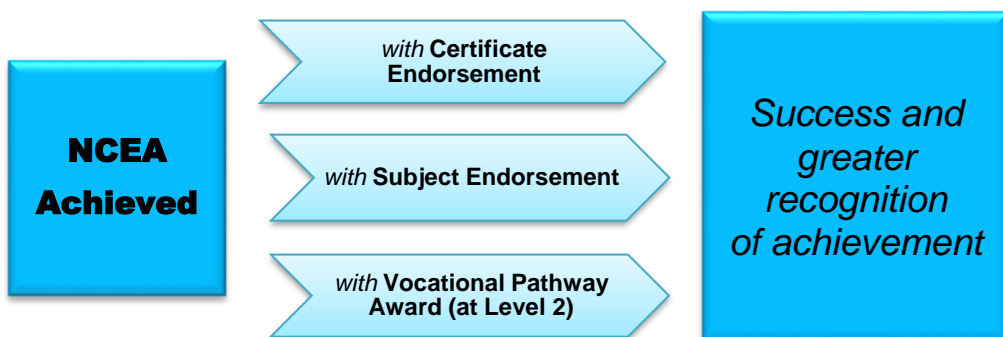 NCEA
Achieved
with Certificate
Endorsement
with Subject Endorsement
with Vocational Pathway
Award (at Level 2)
Success and
greater
recognition
of achievement